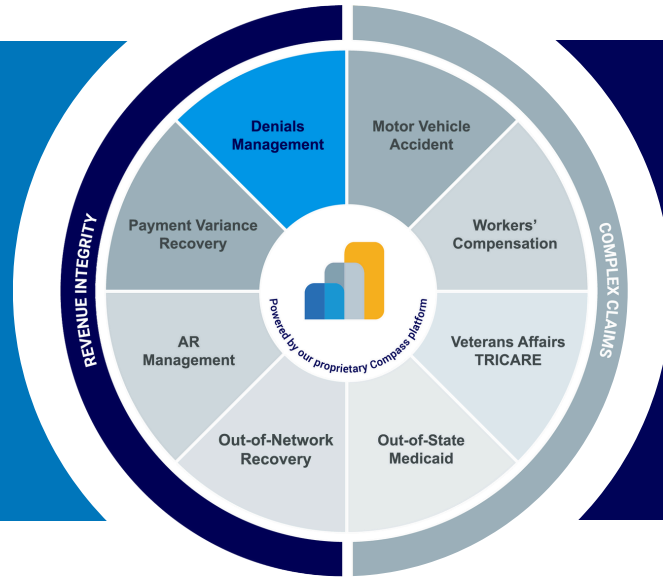 REVENUE INTEGRITY
COMPLEX CLAIMS
Denials
Management
Motor Vehicle
Accident
Payment Variance
Recovery
Workers’
Compensation
AR
Management
Veterans Affairs
TRICARE
Out-of-Network
Recovery
Out-of-State
Medicaid
Powered by our proprietary Compass platform